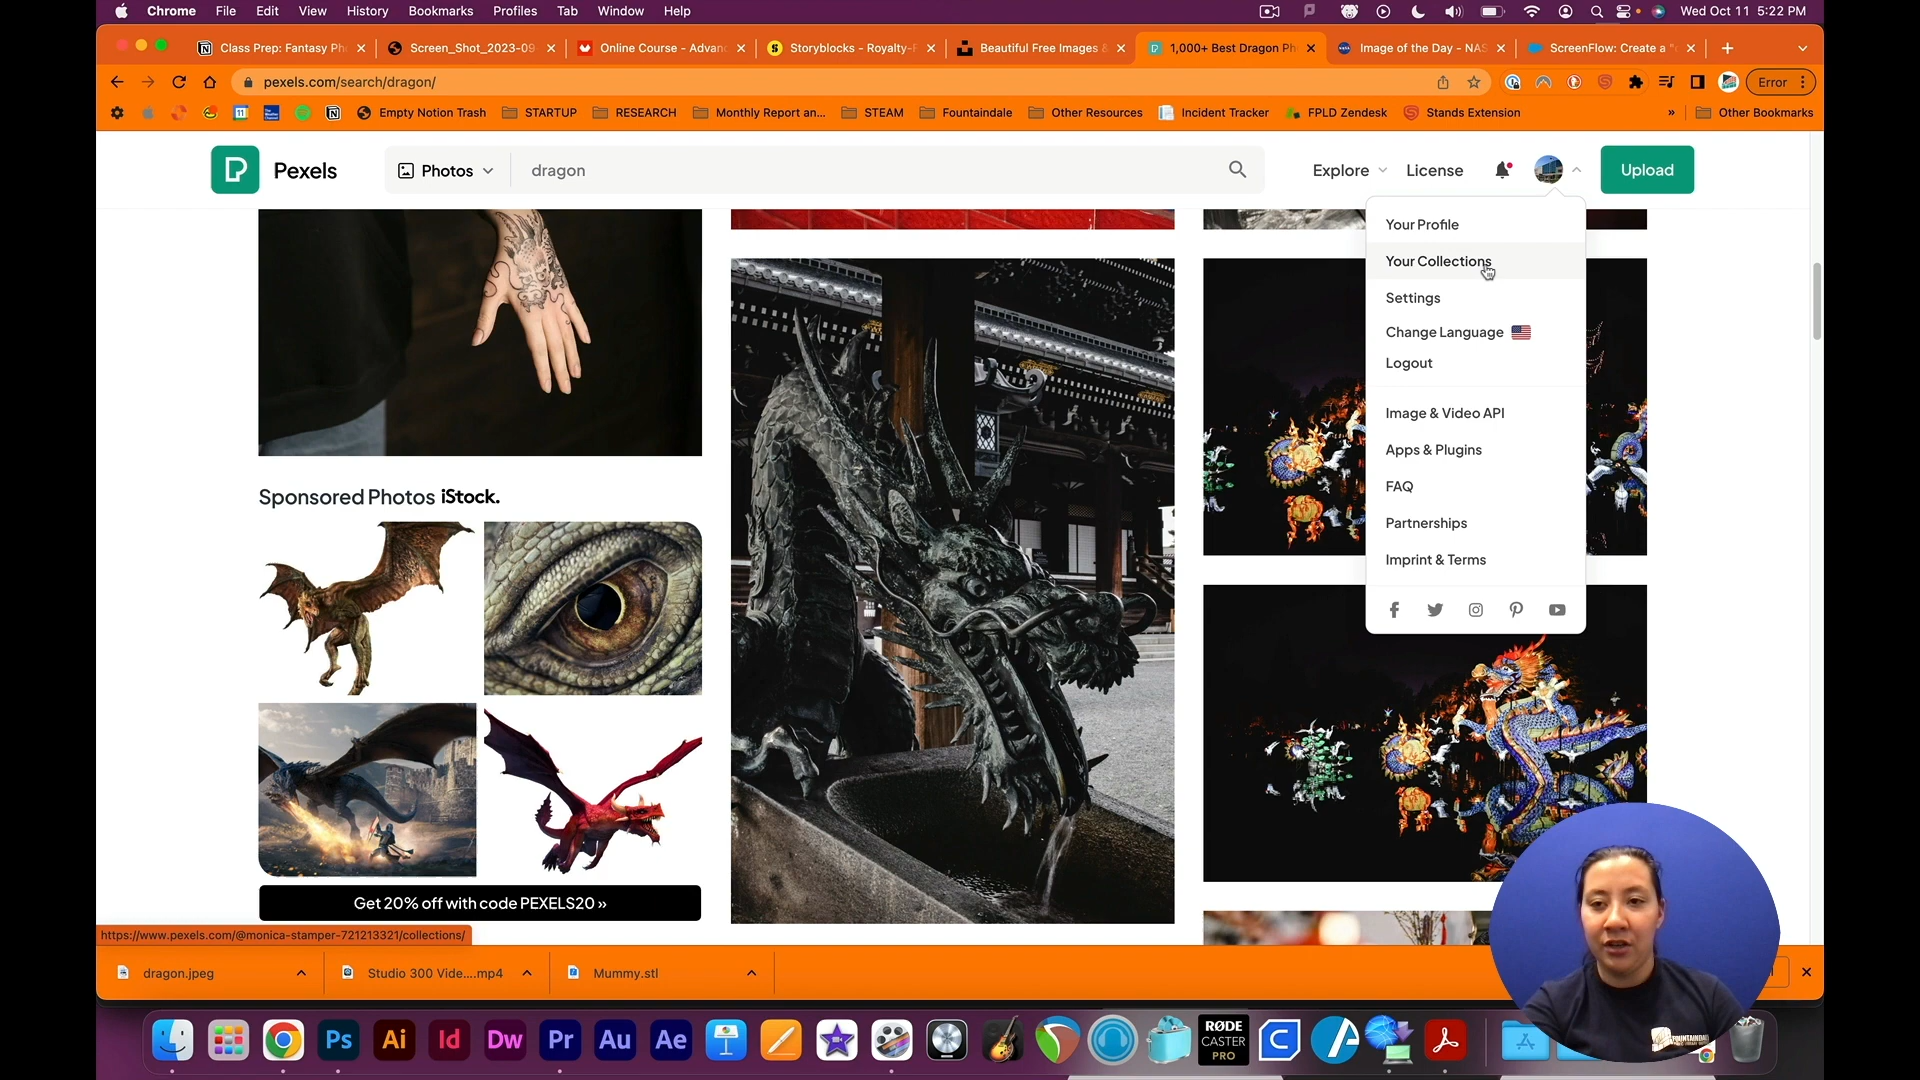 Chrome File Edit View History Bookmarks Profiles Tab Window Help Wed Oct 11 5:22 PM
Class Prep: Fantasy Ph Screen_Shot_2023-09- Online Course - Advanc Storyblocks - Royalty-F Beautiful Free Images & 1,000+ Best Dragon Ph Image of the Day - NAS ScreenFlow: Create a "
pexels.com/search/dragon/ Error
Empty Notion Trash STARTUP RESEARCH Monthly Report an... STEAM Fountaindale Other Resources Incident Tracker FPLD Zendesk Stands Extension » Other Bookmarks
Pexels Photos dragon Explore License Upload
Your Profile
Your Collections
Settings
Change Language
Logout
Image & Video API
Apps & Plugins
FAQ
Partnerships
Imprint & Terms
Sponsored Photos iStock.
Get 20% off with code PEXELS20 »
https://www.pexels.com/@monica-stamper-721213321/collections/
dragon.jpeg Studio 300 Vide....mp4 Mummy.stl
Ps Ai Id Dw Pr Au Ae RØDE CASTER PRO